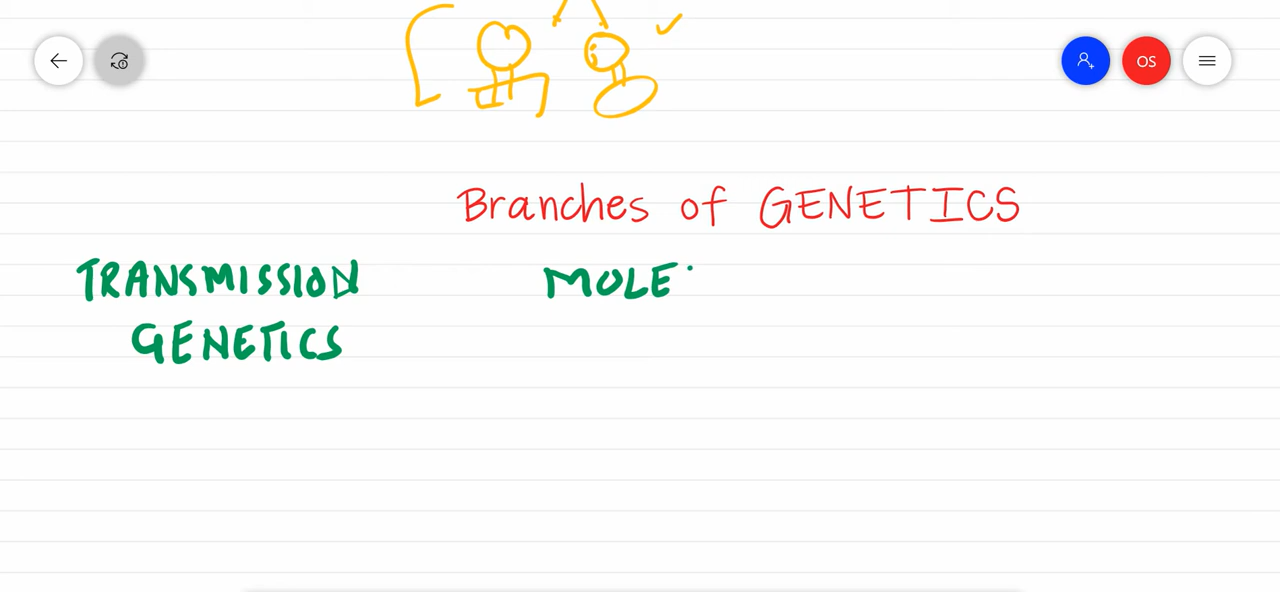 OS
Branches of GENETICS
TRANSMISSION
GENETICS
MOLE